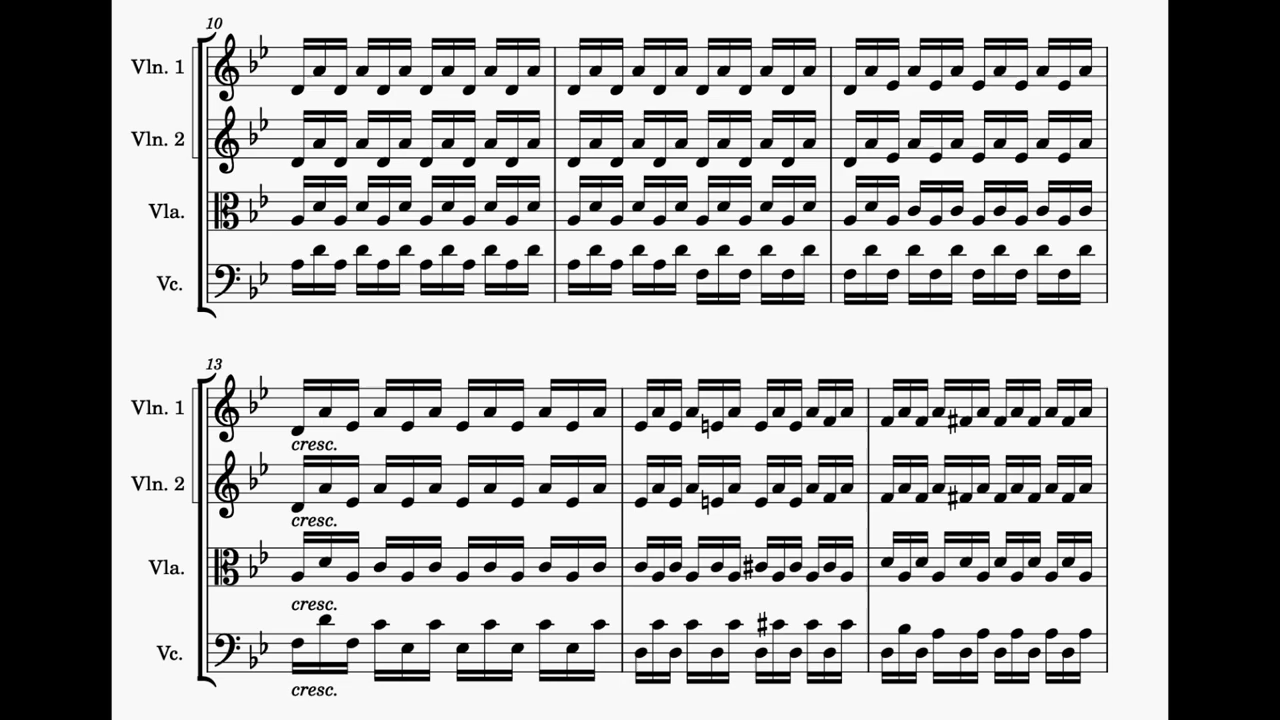 10
Vln. 1
Vln. 2
Vla.
Vc.
13
Vln. 1
cresc.
Vln. 2
cresc.
Vla.
cresc.
Vc.
cresc.